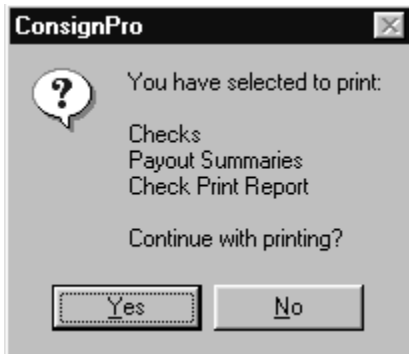 ConsignPro
You have selected to print:
Checks
Payout Summaries
Check Print Report
Continue with printing?
Yes
No